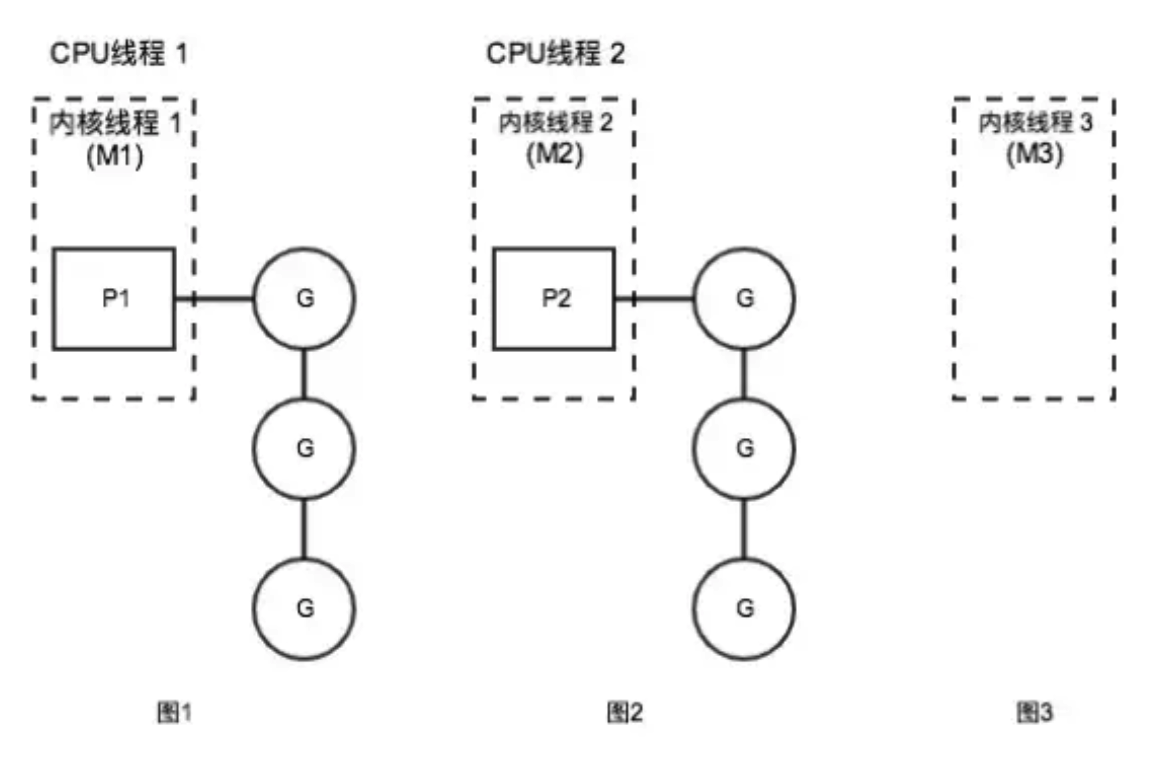 CPU线程 1
CPU线程 2
内核线程 1
(M1)
内核线程 2
(M2)
内核线程 3
(M3)
P1
G
P2
G
G
G
G
G
图1
图2
图3